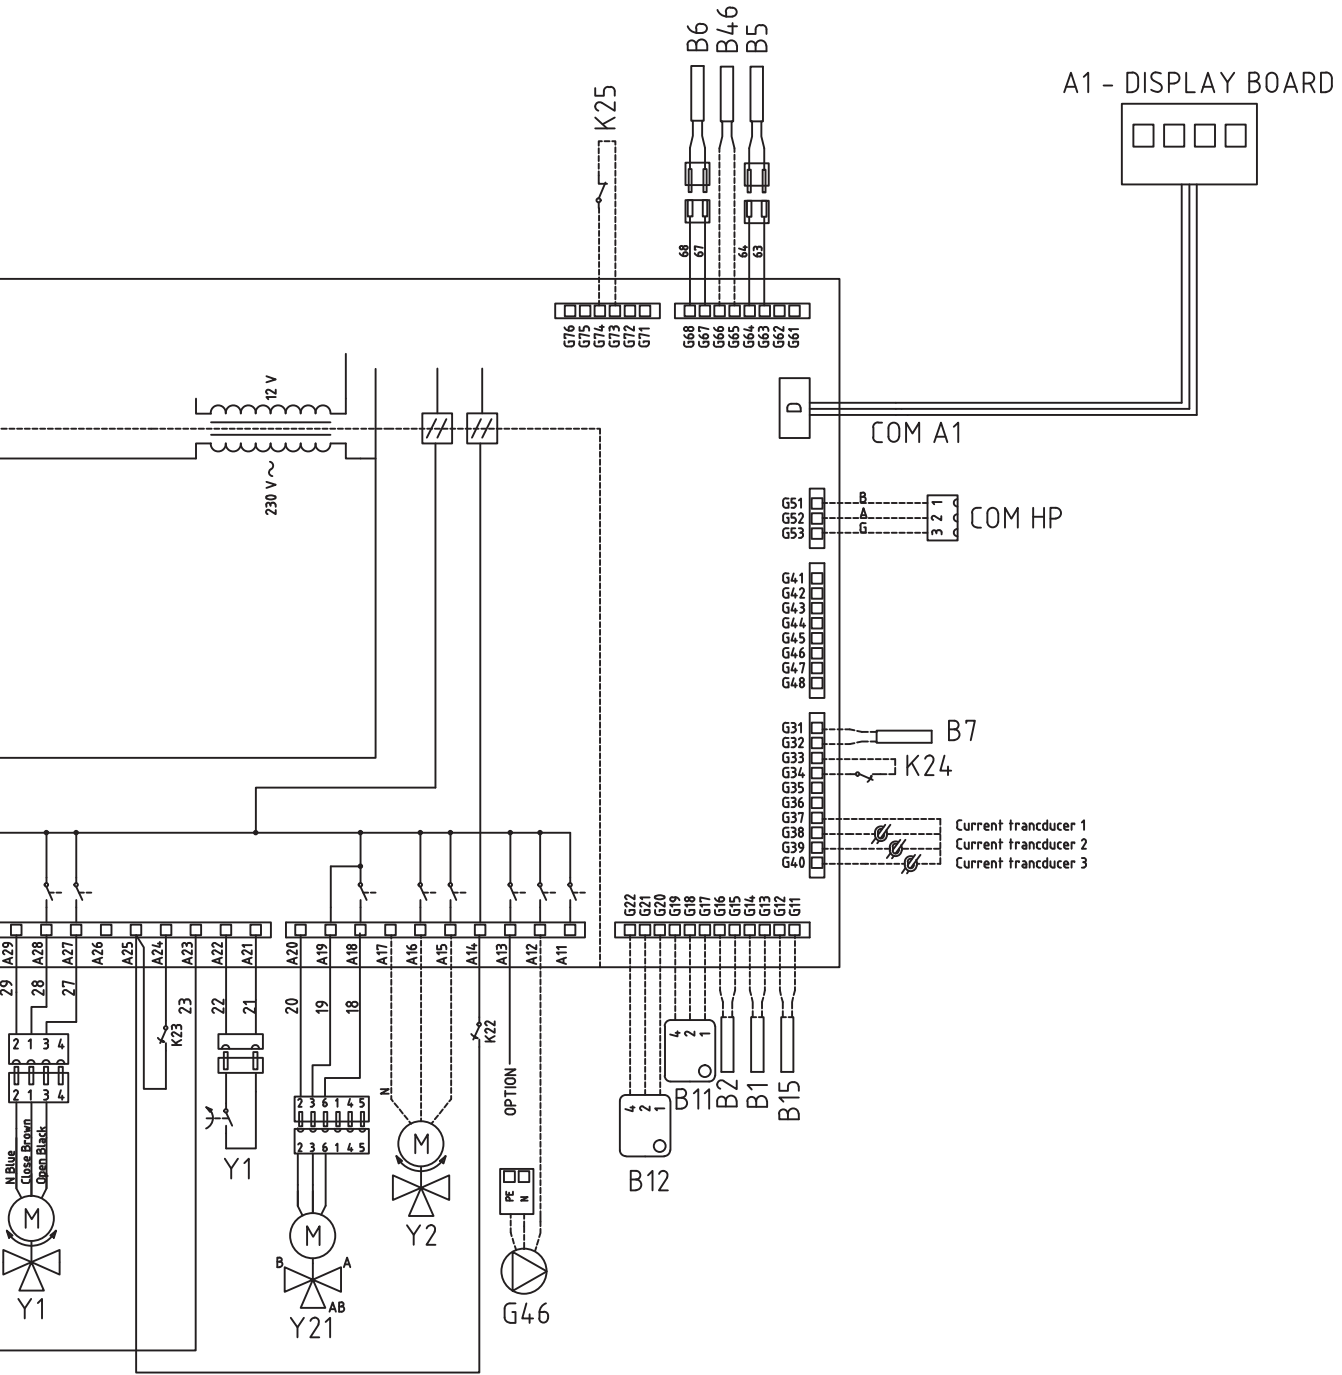 B6 B46 B5
K25
A1 - DISPLAY BOARD
68 67 64 63
G76 G75 G74 G73 G72 G71
G68 G67 G66 G65 G64 G63 G62 G61
12 V
230 V ~
D
COM A1
G51 B 1
G52 A 2
G53 G 3
COM HP
G41
G42
G43
G44
G45
G46
G47
G48
G31
G32
B7
G33
G34
K24
G35
G36
G37
G38
G39
G40
Current trancducer 1
Current trancducer 2
Current trancducer 3
G22 G21 G20 G19 G18 G17 G16 G15 G14 G13 G12 G11
A29 A28 A27 A26 A25 A24 A23 A22 A21 A20 A19 A18 A17 A16 A15 A14 A13 A12 A11
29 28 27 23 22 21 20 19 18
K23
K22
2 1 3 4
2 1 3 4
N Blue
Close Brown
Open Black
M
Y1
Y1
2 3 6 1 4 5
2 3 6 1 4 5
M
B A
AB
Y21
N
M
Y2
OPTION
PE N
G46
4 2 1
B11
4 2 1
B12
B2 B1 B15